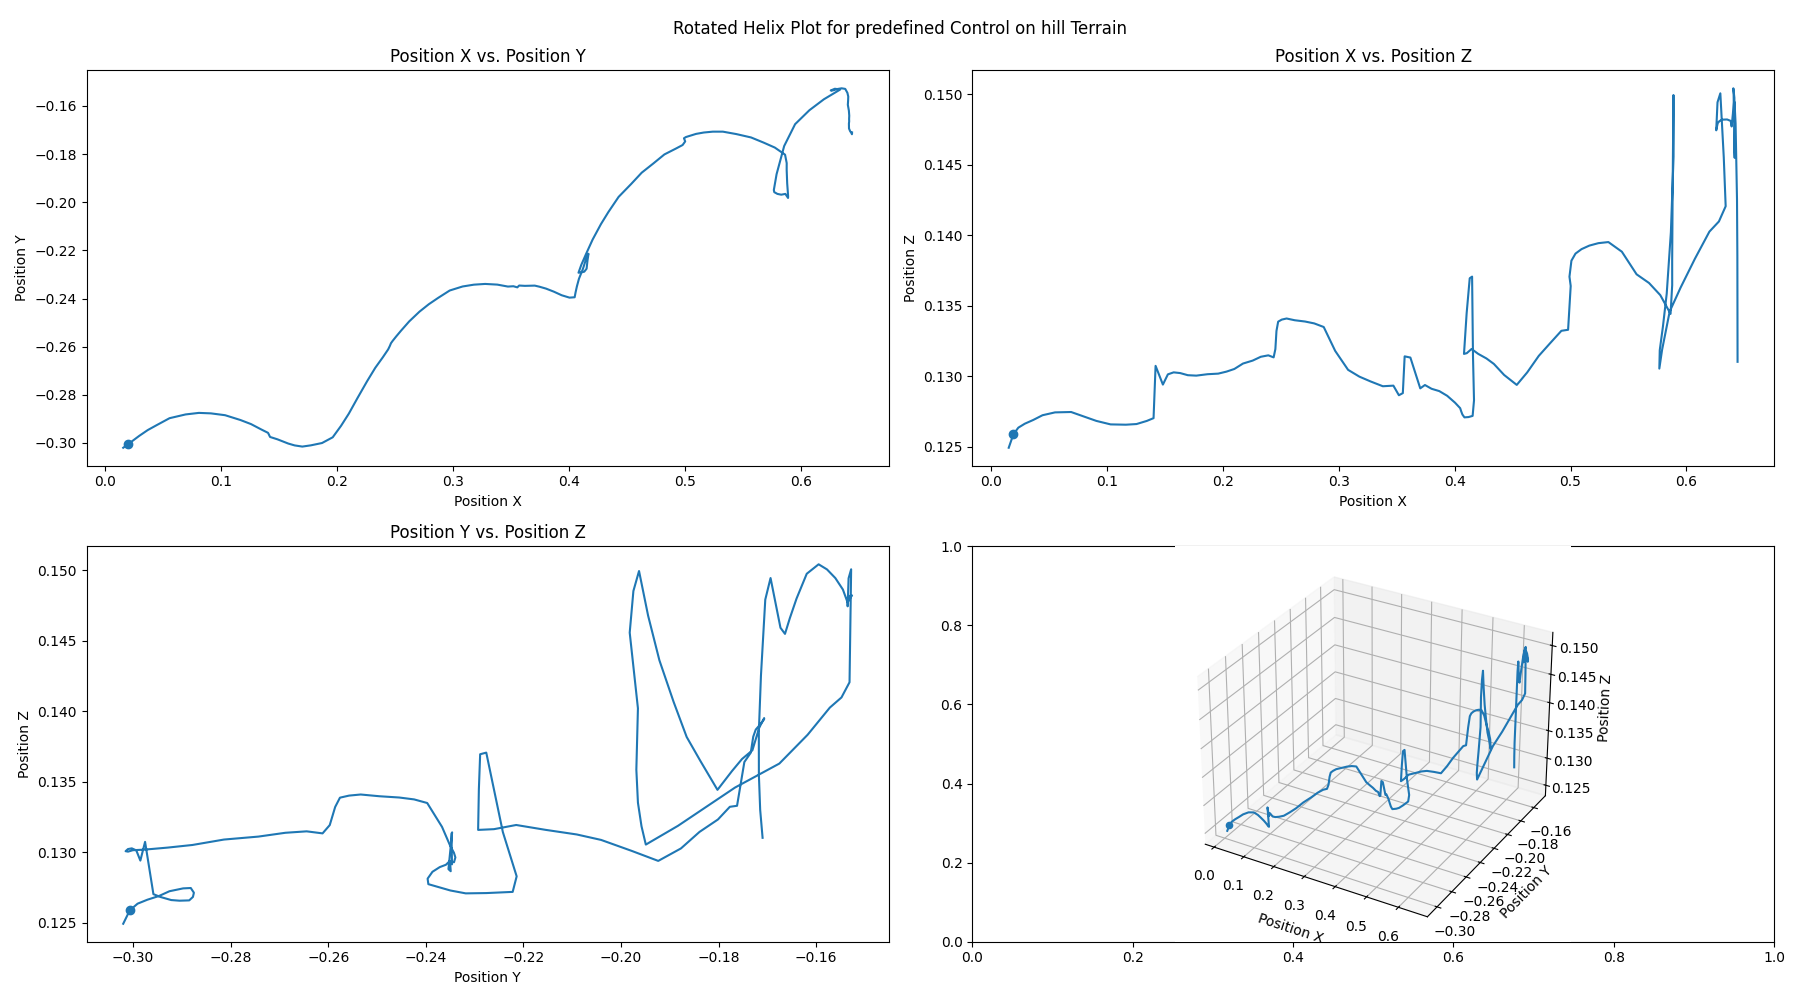 Rotated Helix Plot for predefined Control on hill Terrain
Position X vs. Position Y
−0.16
−0.18
−0.20
−0.22
−0.24
−0.26
−0.28
−0.30
Position Y
0.0 0.1 0.2 0.3 0.4 0.5 0.6
Position X
Position X vs. Position Z
0.150
0.145
0.140
0.135
0.130
0.125
Position Z
0.0 0.1 0.2 0.3 0.4 0.5 0.6
Position X
Position Y vs. Position Z
0.150
0.145
0.140
0.135
0.130
0.125
Position Z
−0.30 −0.28 −0.26 −0.24 −0.22 −0.20 −0.18 −0.16
Position Y
1.0
0.8
0.6
0.4
0.2
0.0
0.0 0.2 0.4 0.6 0.8 1.0
0.0 0.1 0.2 0.3 0.4 0.5 0.6
Position X
−0.16
−0.18
−0.20
−0.22
−0.24
−0.26
−0.28
−0.30
Position Y
0.150
0.145
0.140
0.135
0.130
0.125
Position Z